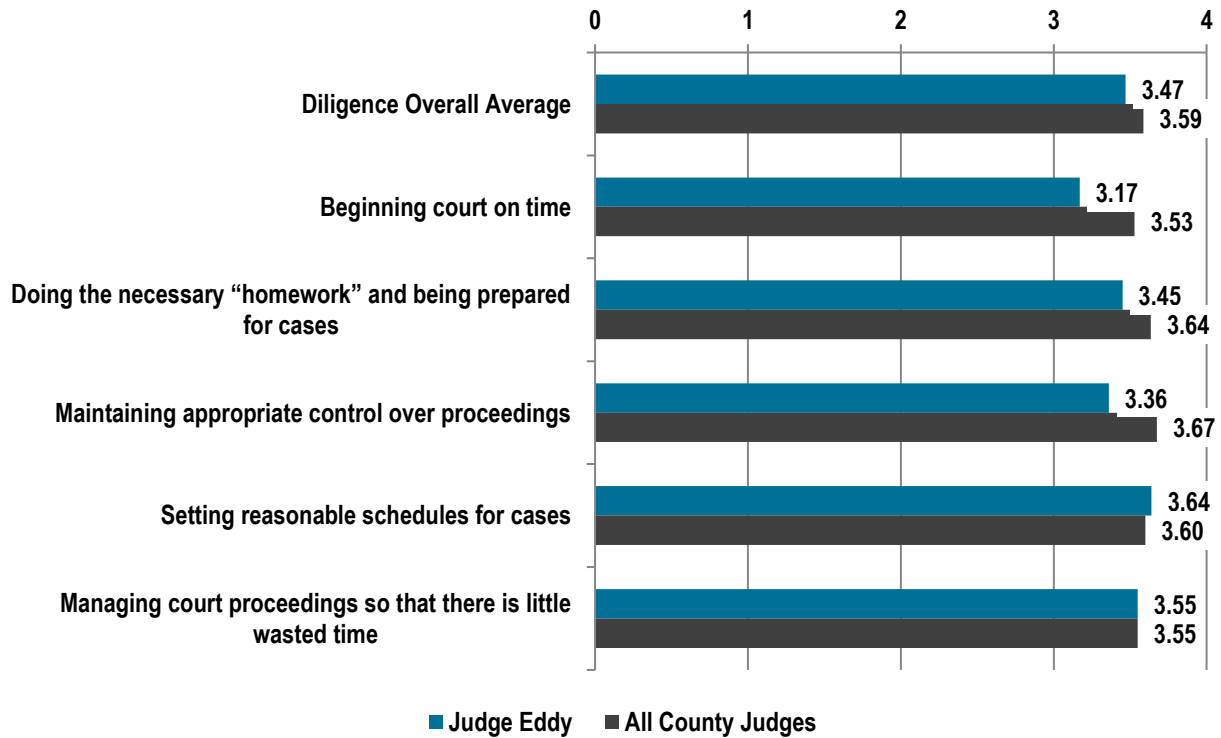 0 1 2 3 4
Diligence Overall Average
3.47
3.59
Beginning court on time
3.17
3.53
Doing the necessary “homework” and being prepared
for cases
3.45
3.64
Maintaining appropriate control over proceedings
3.36
3.67
Setting reasonable schedules for cases
3.64
3.60
Managing court proceedings so that there is little
wasted time
3.55
3.55
Judge Eddy All County Judges